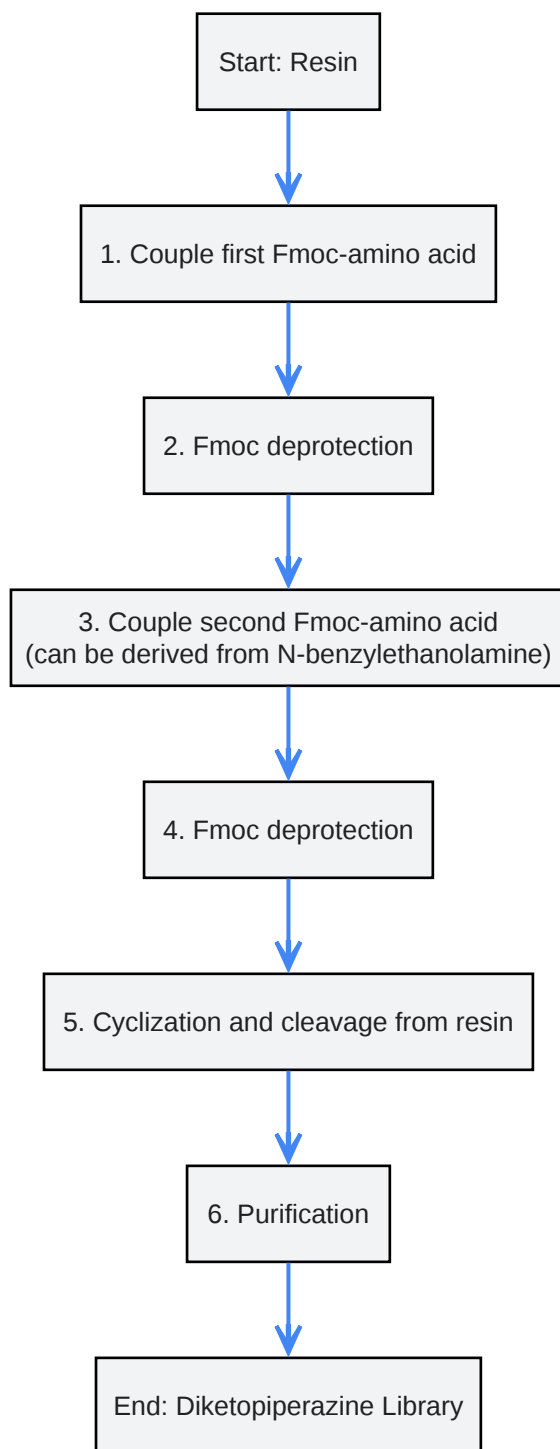 Start: Resin
1. Couple first Fmoc-amino acid
2. Fmoc deprotection
3. Couple second Fmoc-amino acid
(can be derived from N-benzylethanolamine)
4. Fmoc deprotection
5. Cyclization and cleavage from resin
6. Purification
End: Diketopiperazine Library